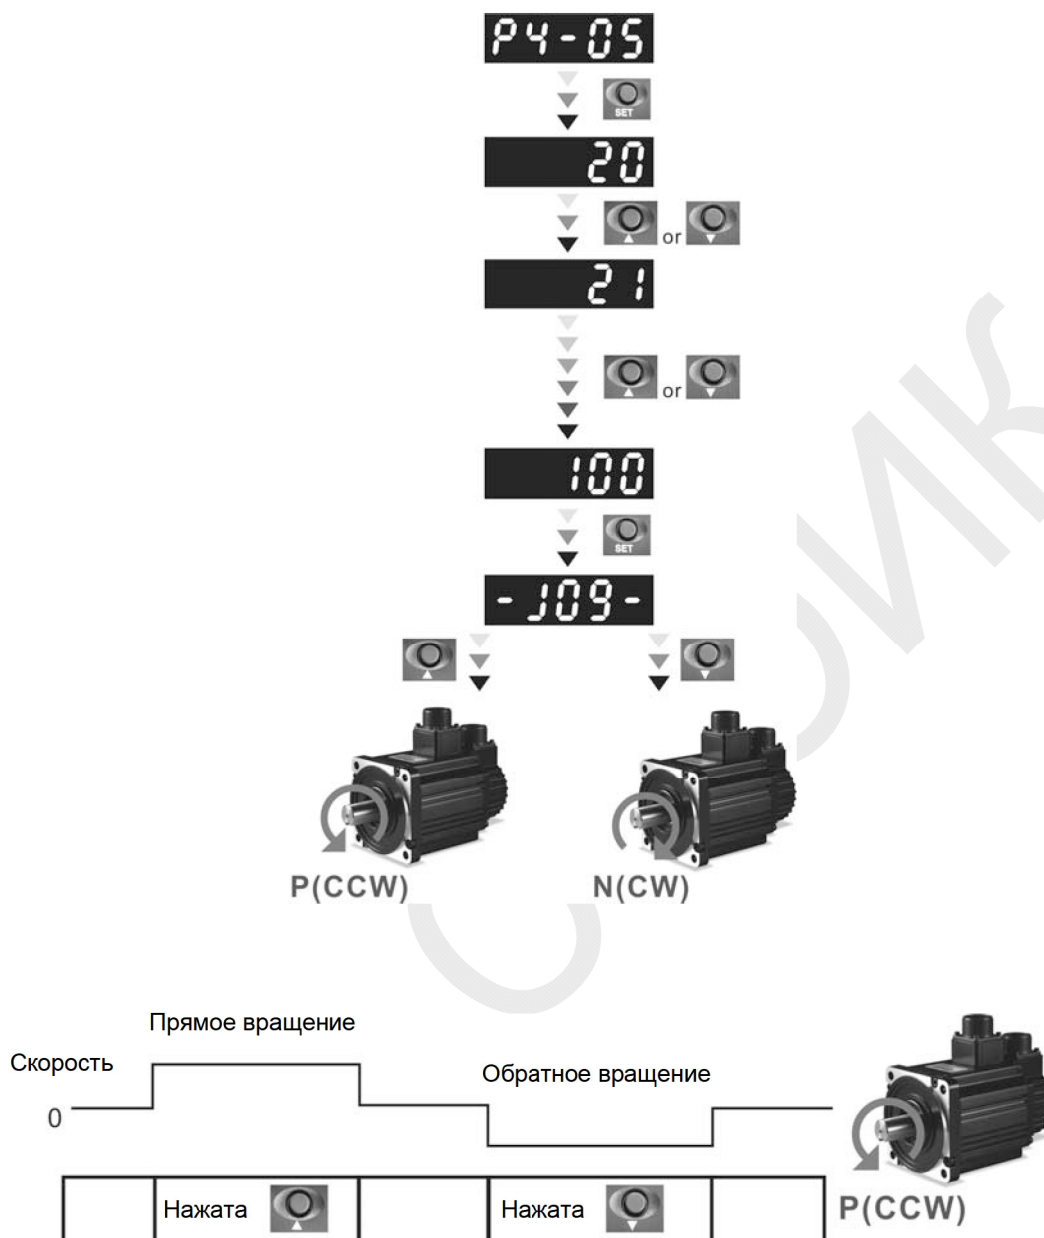 P4-05
SET
20
▲ or ▼
21
▲ or ▼
100
SET
-JOG-
P(CCW) N(CW)
Прямое вращение
Скорость
Обратное вращение
0
Нажата Нажата
P(CCW)